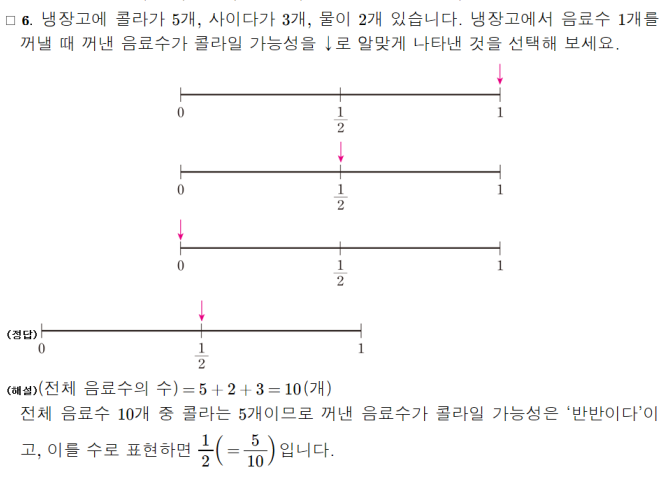 □ 6. 냉장고에 콜라가 5개, 사이다가 3개, 물이 2개 있습니다. 냉장고에서 음료수 1개를
꺼낼 때 꺼낸 음료수가 콜라일 가능성을 ↓로 알맞게 나타낸 것을 선택해 보세요.
0 1/2 1
0 1/2 1
0 1/2 1
(정답)
0 1/2 1
(해설)(전체 음료수의 수)=5+2+3=10(개)
전체 음료수 10개 중 콜라는 5개이므로 꺼낸 음료수가 콜라일 가능성은 ‘반반이다’이
고, 이를 수로 표현하면 1/2(=5/10)입니다.